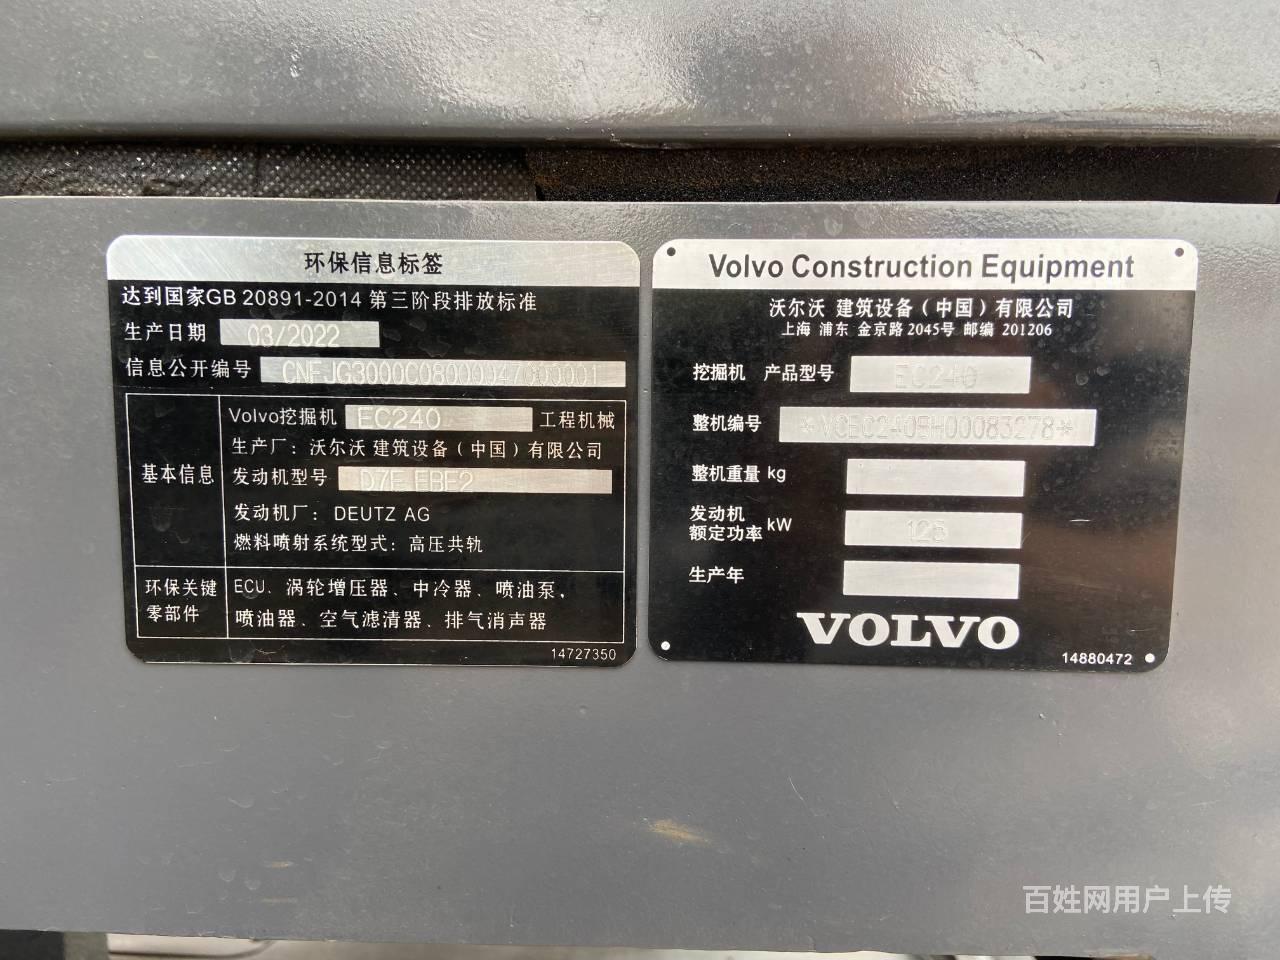 环保信息标签
达到国家GB 20891-2014 第三阶段排放标准
生产日期 03/2022
信息公开编号
基本信息
Volvo挖掘机 EC240 工程机械
生产厂：沃尔沃 建筑设备（中国）有限公司
发动机型号 D7E EBE2
发动机厂：DEUTZ AG
燃料喷射系统型式：高压共轨
环保关键零部件
ECU、涡轮增压器、中冷器、喷油泵，
喷油器、空气滤清器、排气消声器
14727350
Volvo Construction Equipment
沃尔沃 建筑设备（中国）有限公司
上海 浦东 金京路2045号 邮编 201206
挖掘机 产品型号 EC240
整机编号
整机重量 kg
发动机
额定功率 kW
生产年
VOLVO
14880472
百姓网用户上传